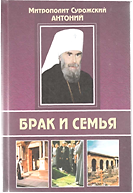 Митрополит Сурожский
АНТОНИЙ
БРАК И СЕМЬЯ